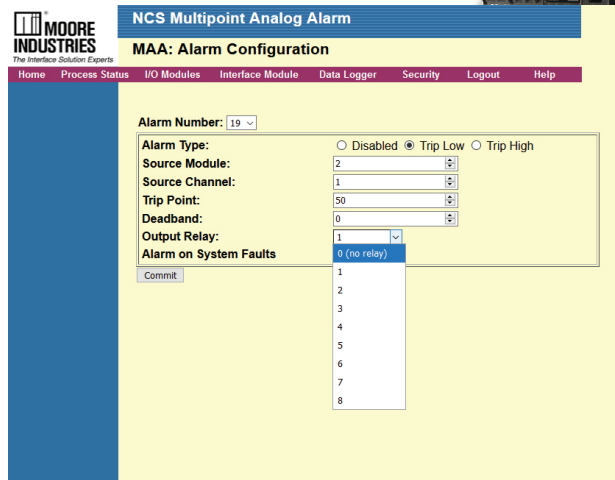 MOORE
INDUSTRIES
The Interface Solution Experts
NCS Multipoint Analog Alarm
MAA: Alarm Configuration
Home Process Status I/O Modules Interface Module Data Logger Security Logout Help
Alarm Number: 19
Alarm Type: Disabled Trip Low Trip High
Source Module: 2
Source Channel: 1
Trip Point: 50
Deadband: 0
Output Relay: 1
Alarm on System Faults
0 (no relay)
1
2
3
4
5
6
7
8
Commit